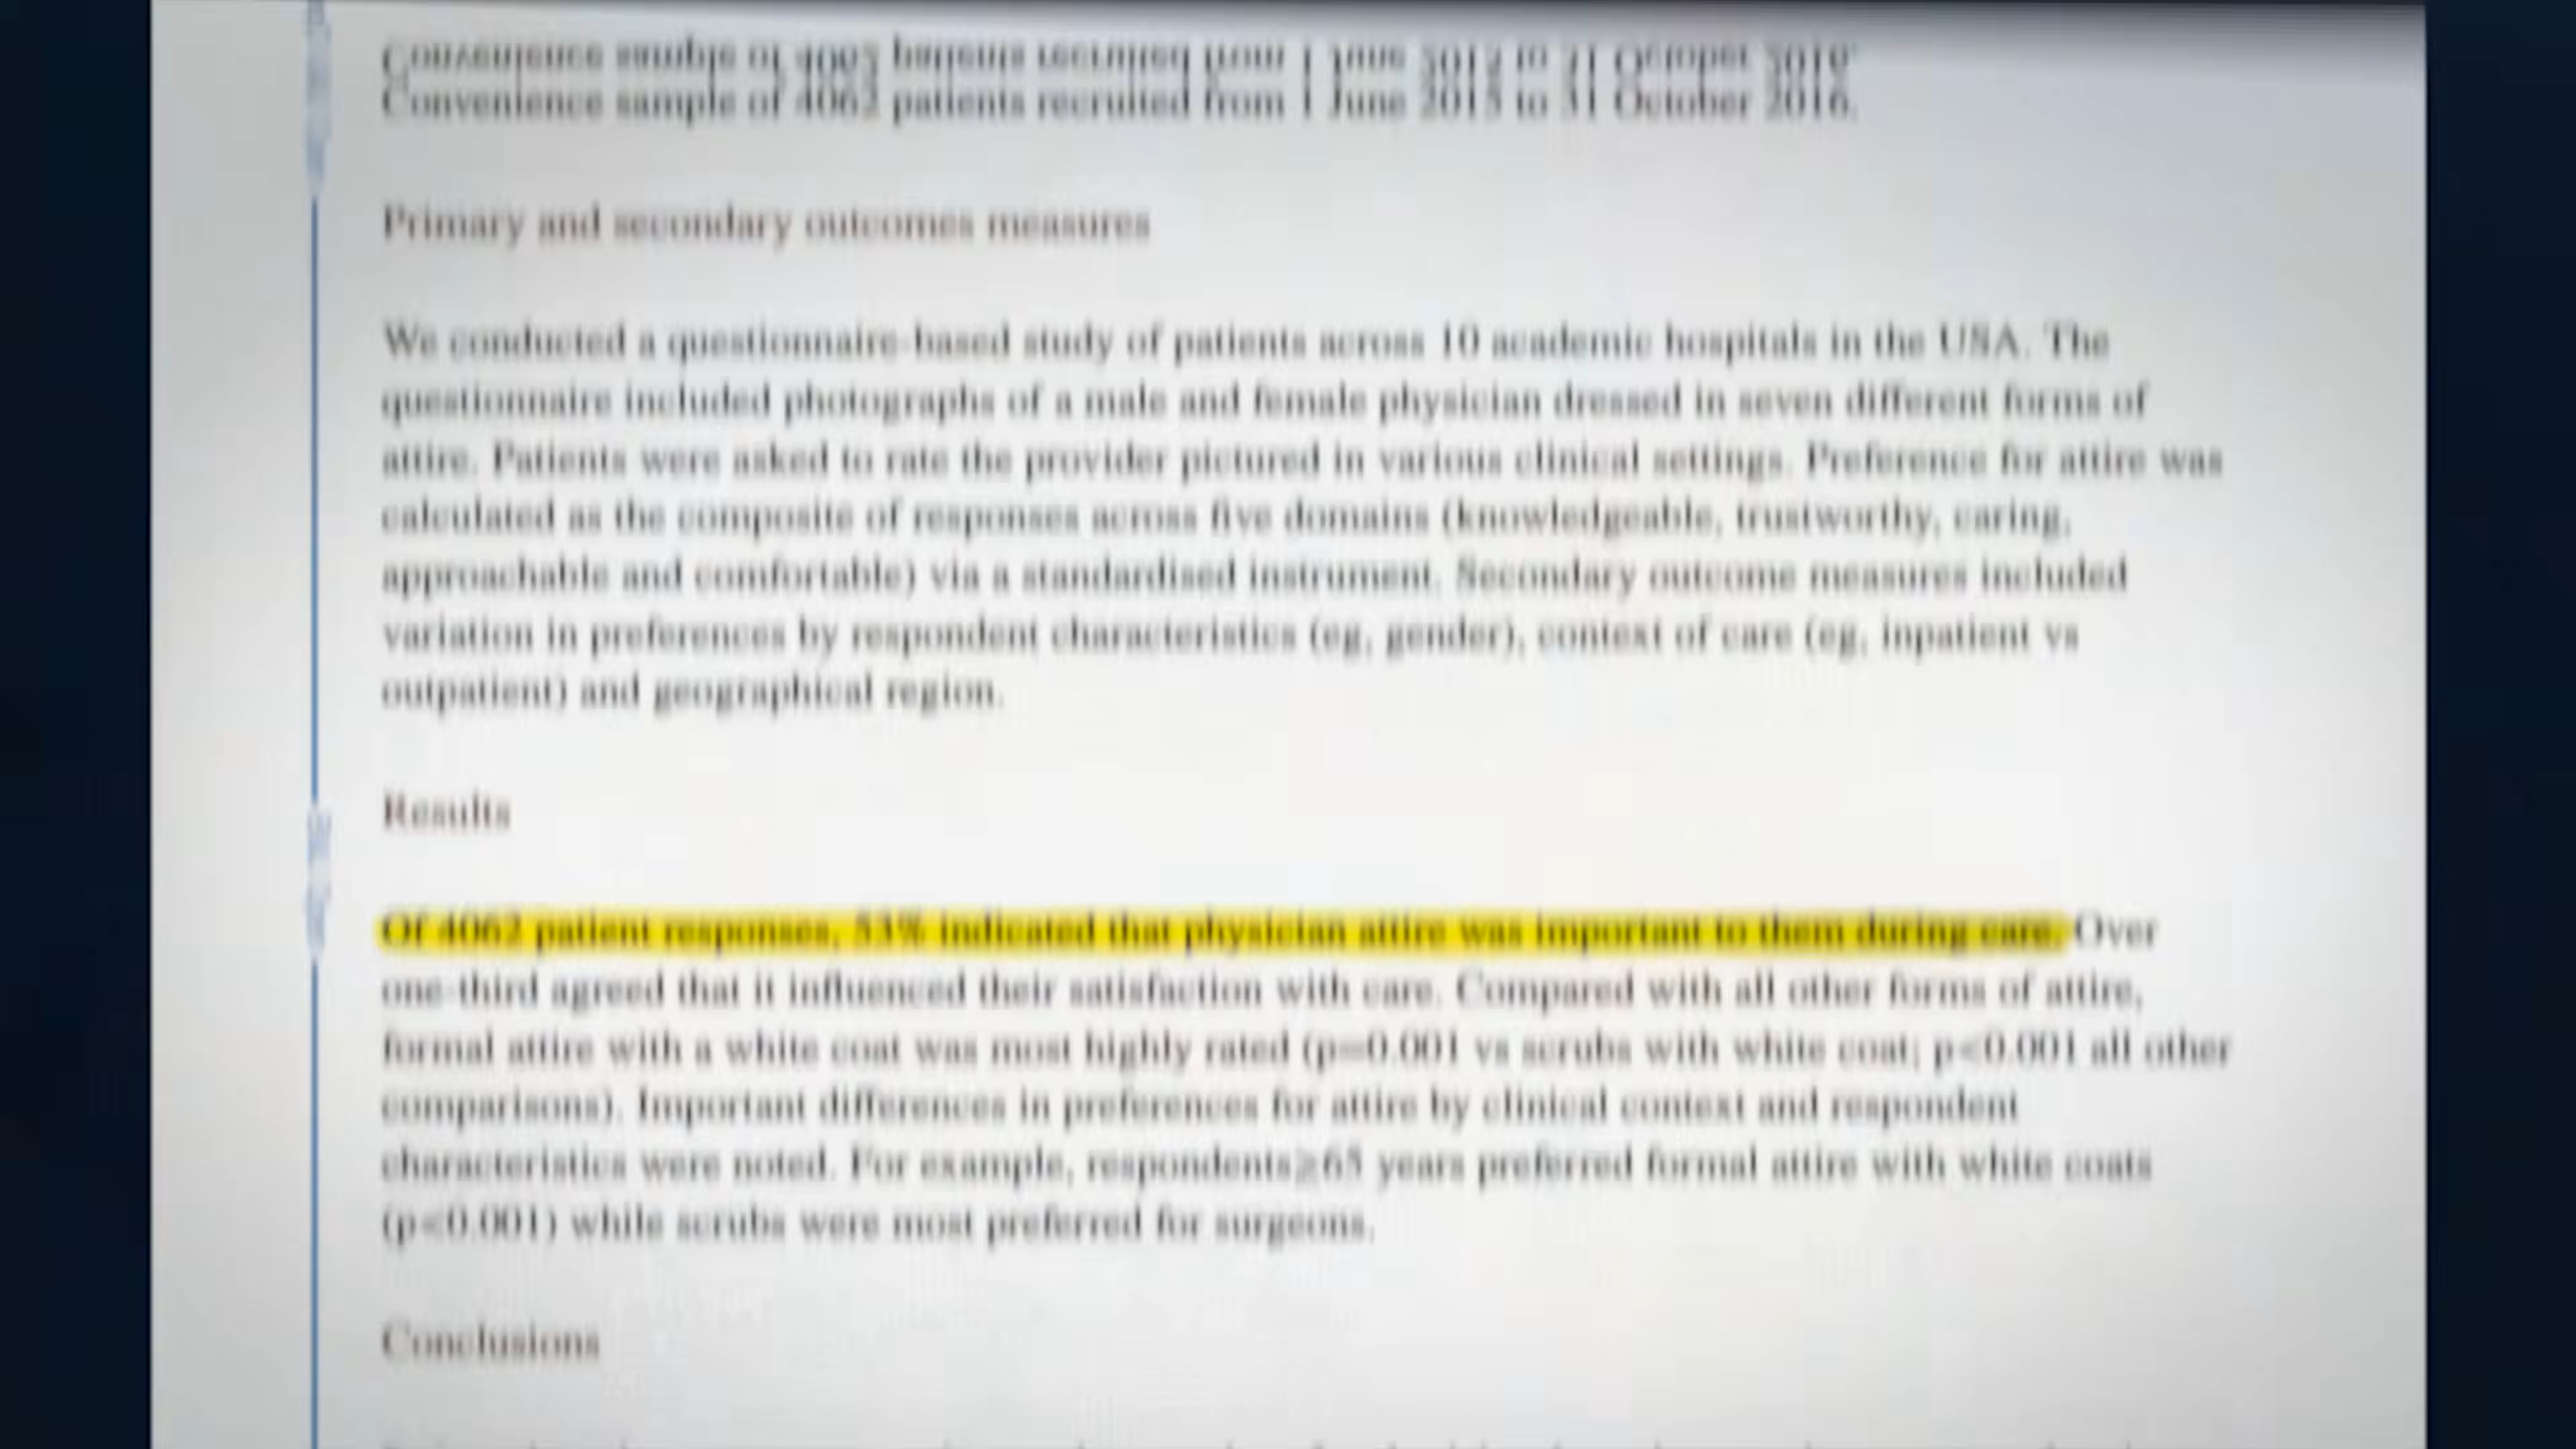 Convenience sample of 4062 patients recruited from 1 June 2015 to 31 October 2016.
Primary and secondary outcomes measures
We conducted a questionnaire-based study of patients across 10 academic hospitals in the USA. The
questionnaire included photographs of a male and female physician dressed in seven different forms of
attire. Patients were asked to rate the provider pictured in various clinical settings. Preference for attire was
calculated as the composite of responses across five domains (knowledgeable, trustworthy, caring,
approachable and comfortable) via a standardised instrument. Secondary outcome measures included
variation in preferences by respondent characteristics (eg, gender), context of care (eg, inpatient vs
outpatient) and geographical region.
Results
Of 4062 patient responses, 53% indicated that physician attire was important to them during care. Over
one-third agreed that it influenced their satisfaction with care. Compared with all other forms of attire,
formal attire with a white coat was most highly rated (p=0.001 vs scrubs with white coat; p<0.001 all other
comparisons). Important differences in preferences for attire by clinical context and respondent
characteristics were noted. For example, respondents≥65 years preferred formal attire with white coats
(p<0.001) while scrubs were most preferred for surgeons.
Conclusions